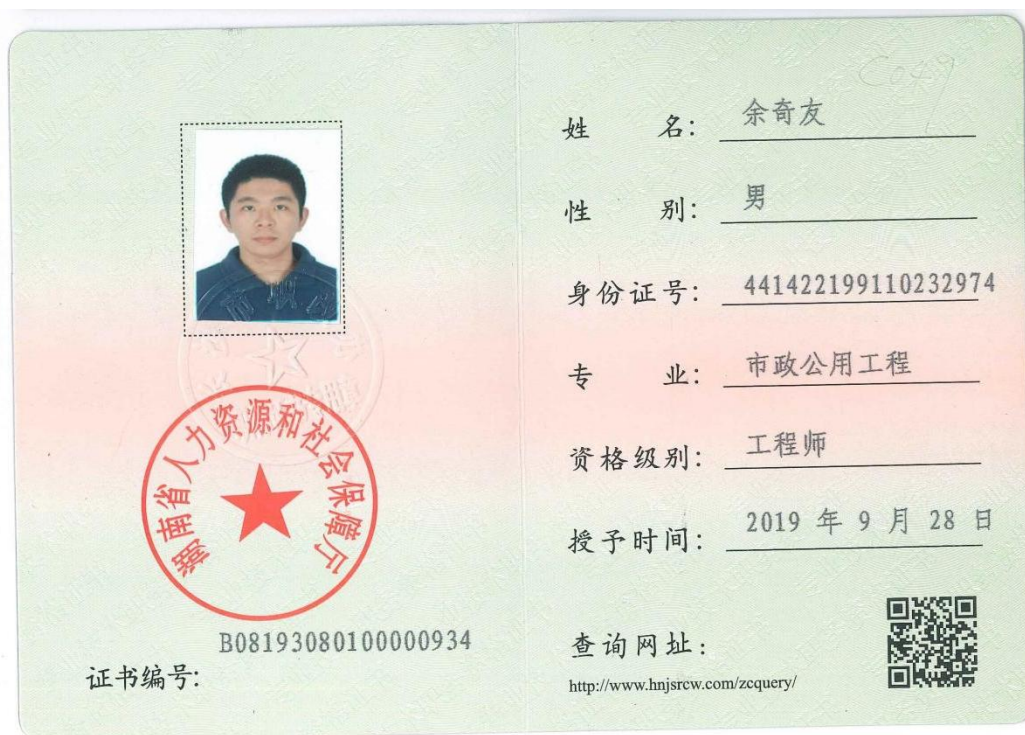 湖南省人力资源和社会保障厅
B08193080100000934
证书编号:
C049
姓 名: 余奇友
性 别: 男
身份证号: 441422199110232974
专 业: 市政公用工程
资格级别: 工程师
授予时间: 2019 年 9 月 28 日
查询网址:
http://www.hnjsrcw.com/zcquery/